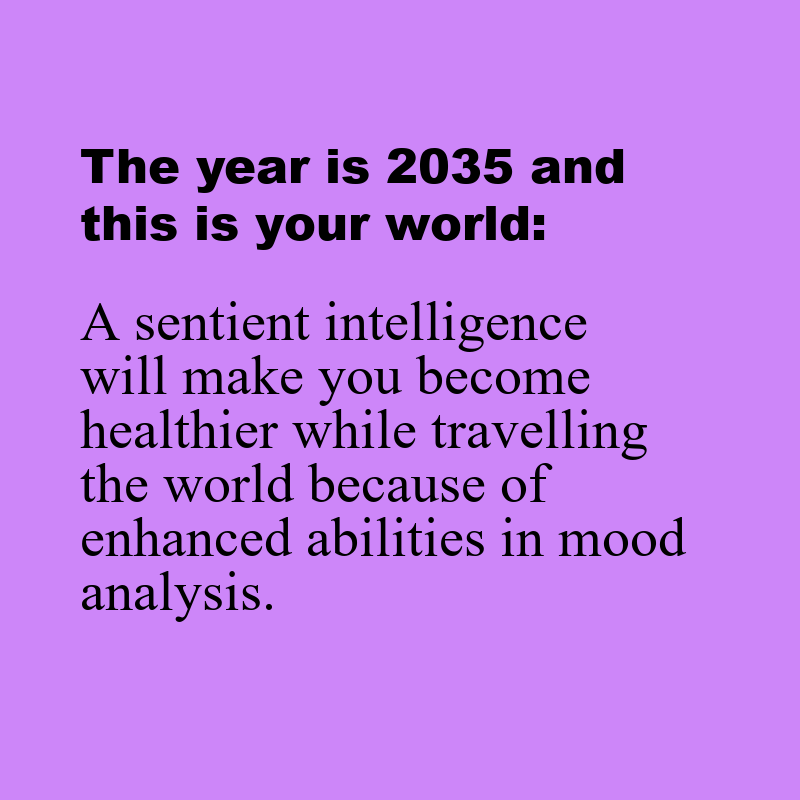 The year is 2035 and
this is your world:
A sentient intelligence
will make you become
healthier while travelling
the world because of
enhanced abilities in mood
analysis.